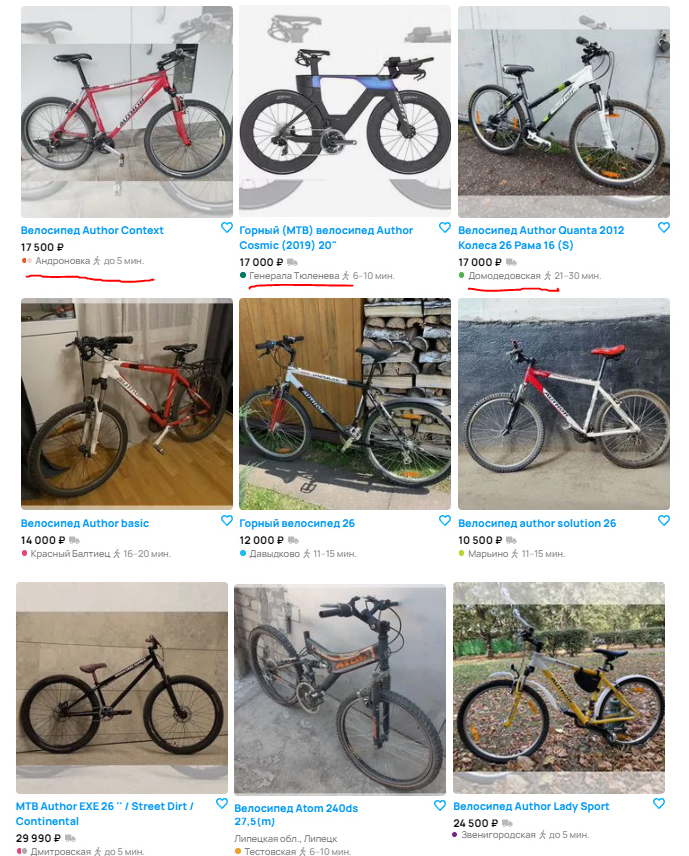 Велосипед Author Context
17 500 ₽
Андроновка до 5 мин.
Горный (MTB) велосипед Author
Cosmic (2019) 20"
17 000 ₽
Генерала Тюленева 6–10 мин.
Велосипед Author Quanta 2012
Колеса 26 Рама 16 (S)
17 000 ₽
Домодедовская 21–30 мин.
Велосипед Author basic
14 000 ₽
Красный Балтиец 16–20 мин.
Горный велосипед 26
12 000 ₽
Давыдково 11–15 мин.
Велосипед author solution 26
10 500 ₽
Марьино 11–15 мин.
MTB Author EXE 26 '' / Street Dirt /
Continental
29 990 ₽
Дмитровская до 5 мин.
ATOM
Велосипед Atom 240ds
27,5(m)
Липецкая обл., Липецк
Тестовская 6–10 мин.
Велосипед Author Lady Sport
24 500 ₽
Звенигородская до 5 мин.